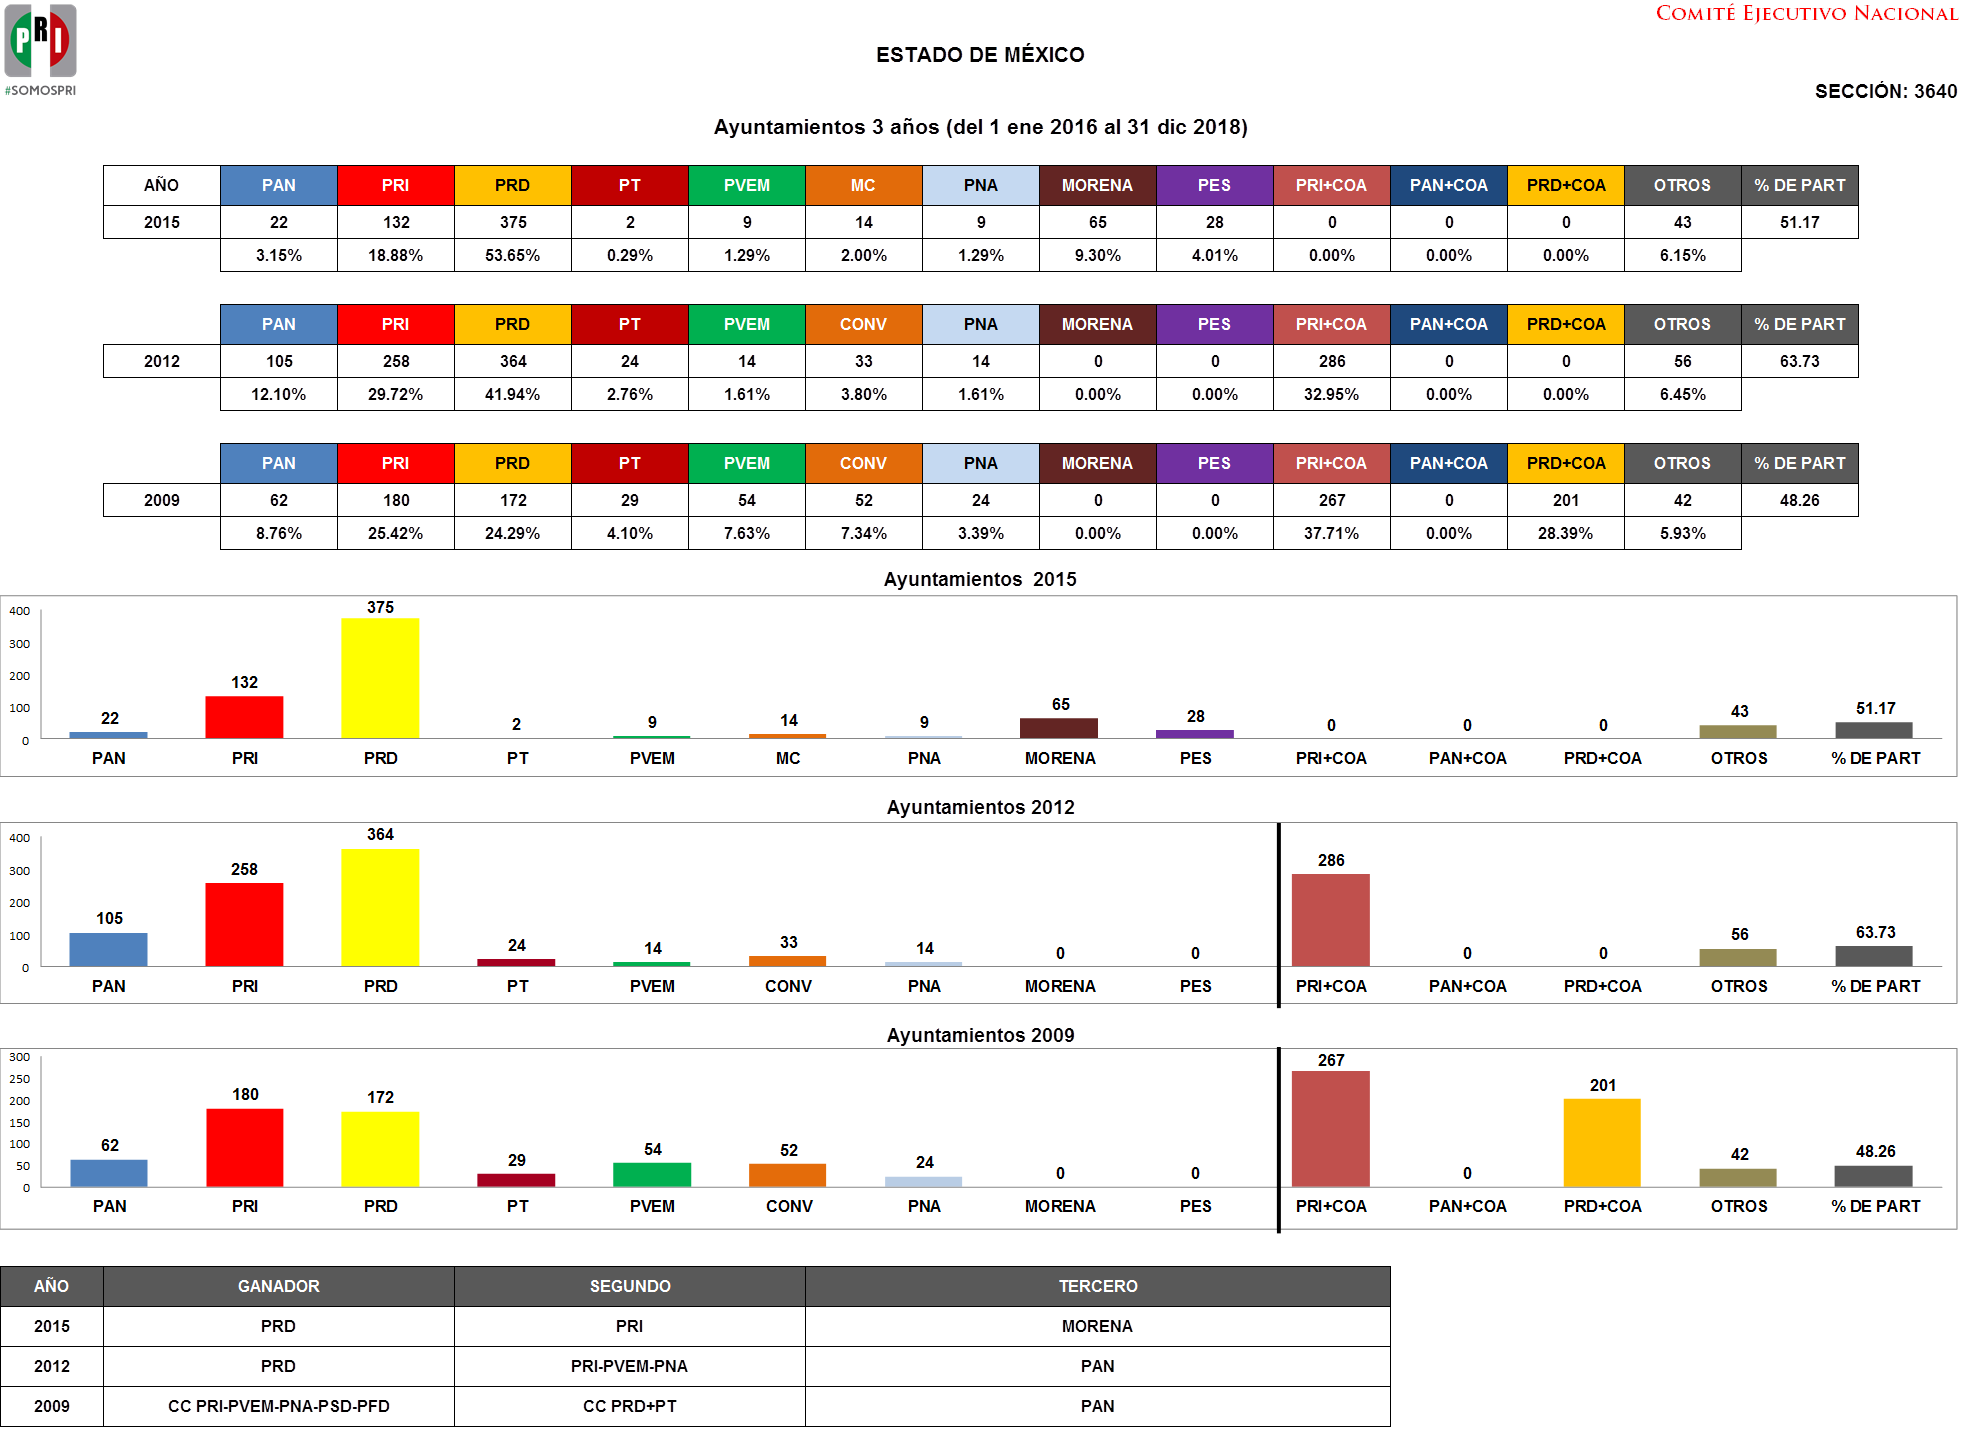 COMITÉ EJECUTIVO NACIONAL
PRI
#SOMOSPRI
ESTADO DE MÉXICO
SECCIÓN: 3640
Ayuntamientos 3 años (del 1 ene 2016 al 31 dic 2018)
AÑO PAN PRI PRD PT PVEM MC PNA MORENA PES PRI+COA PAN+COA PRD+COA OTROS % DE PART
2015 22 132 375 2 9 14 9 65 28 0 0 0 43 51.17
3.15% 18.88% 53.65% 0.29% 1.29% 2.00% 1.29% 9.30% 4.01% 0.00% 0.00% 0.00% 6.15%
PAN PRI PRD PT PVEM CONV PNA MORENA PES PRI+COA PAN+COA PRD+COA OTROS % DE PART
2012 105 258 364 24 14 33 14 0 0 286 0 0 56 63.73
12.10% 29.72% 41.94% 2.76% 1.61% 3.80% 1.61% 0.00% 0.00% 32.95% 0.00% 0.00% 6.45%
PAN PRI PRD PT PVEM CONV PNA MORENA PES PRI+COA PAN+COA PRD+COA OTROS % DE PART
2009 62 180 172 29 54 52 24 0 0 267 0 201 42 48.26
8.76% 25.42% 24.29% 4.10% 7.63% 7.34% 3.39% 0.00% 0.00% 37.71% 0.00% 28.39% 5.93%
Ayuntamientos 2015
400
300
200
100
0
22 132 375 2 9 14 9 65 28 0 0 0 43 51.17
PAN PRI PRD PT PVEM MC PNA MORENA PES PRI+COA PAN+COA PRD+COA OTROS % DE PART
Ayuntamientos 2012
400
300
200
100
0
105 258 364 24 14 33 14 0 0 286 0 0 56 63.73
PAN PRI PRD PT PVEM CONV PNA MORENA PES PRI+COA PAN+COA PRD+COA OTROS % DE PART
Ayuntamientos 2009
300
250
200
150
100
50
0
62 180 172 29 54 52 24 0 0 267 0 201 42 48.26
PAN PRI PRD PT PVEM CONV PNA MORENA PES PRI+COA PAN+COA PRD+COA OTROS % DE PART
AÑO GANADOR SEGUNDO TERCERO
2015 PRD PRI MORENA
2012 PRD PRI-PVEM-PNA PAN
2009 CC PRI-PVEM-PNA-PSD-PFD CC PRD+PT PAN